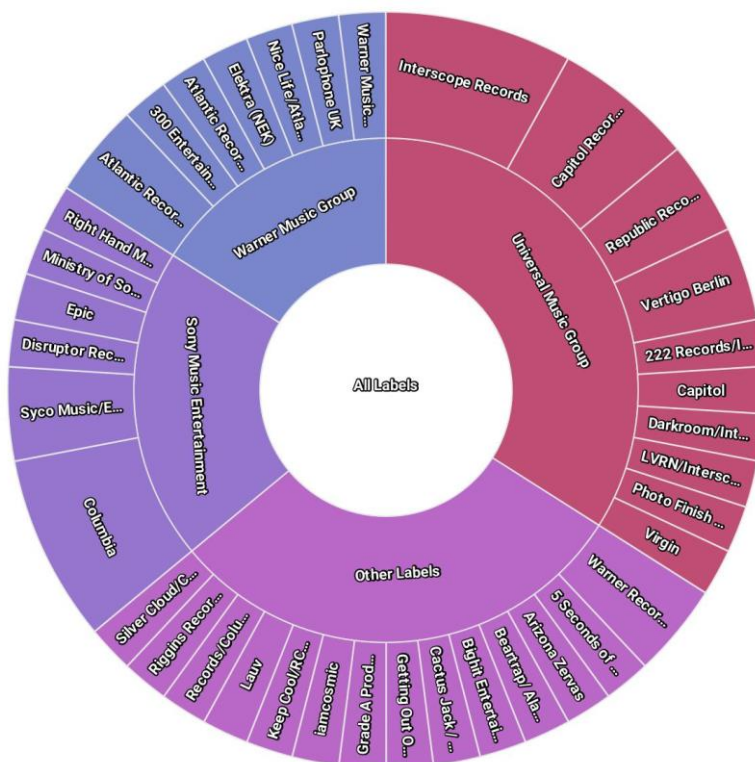 All Labels
Universal Music Group
Interscope Records
Capitol Recor...
Republic Reco...
Vertigo Berlin
222 Records/I...
Capitol
Darkroom/Int...
LVRN/Intersc...
Photo Finish ...
Virgin
Other Labels
Warner Recor...
5 Seconds of ...
Arizona Zervas
Beartrap/ Ala...
Bighit Entertai...
Cactus Jack / ...
Getting Out O...
Grade A Prod...
iamcosmic
Keep Cool/RC...
Lauv
Records/Colu...
Riggins Recor...
Silver Cloud/C...
Sony Music Entertainment
Columbia
Syco Music/E...
Disruptor Rec...
Epic
Ministry of So...
Right Hand M...
Warner Music Group
Atlantic Recor...
300 Entertain...
Atlantic Recor...
Elektra (NEK)
Nice Life/Atla...
Parlophone UK
Warner Music...